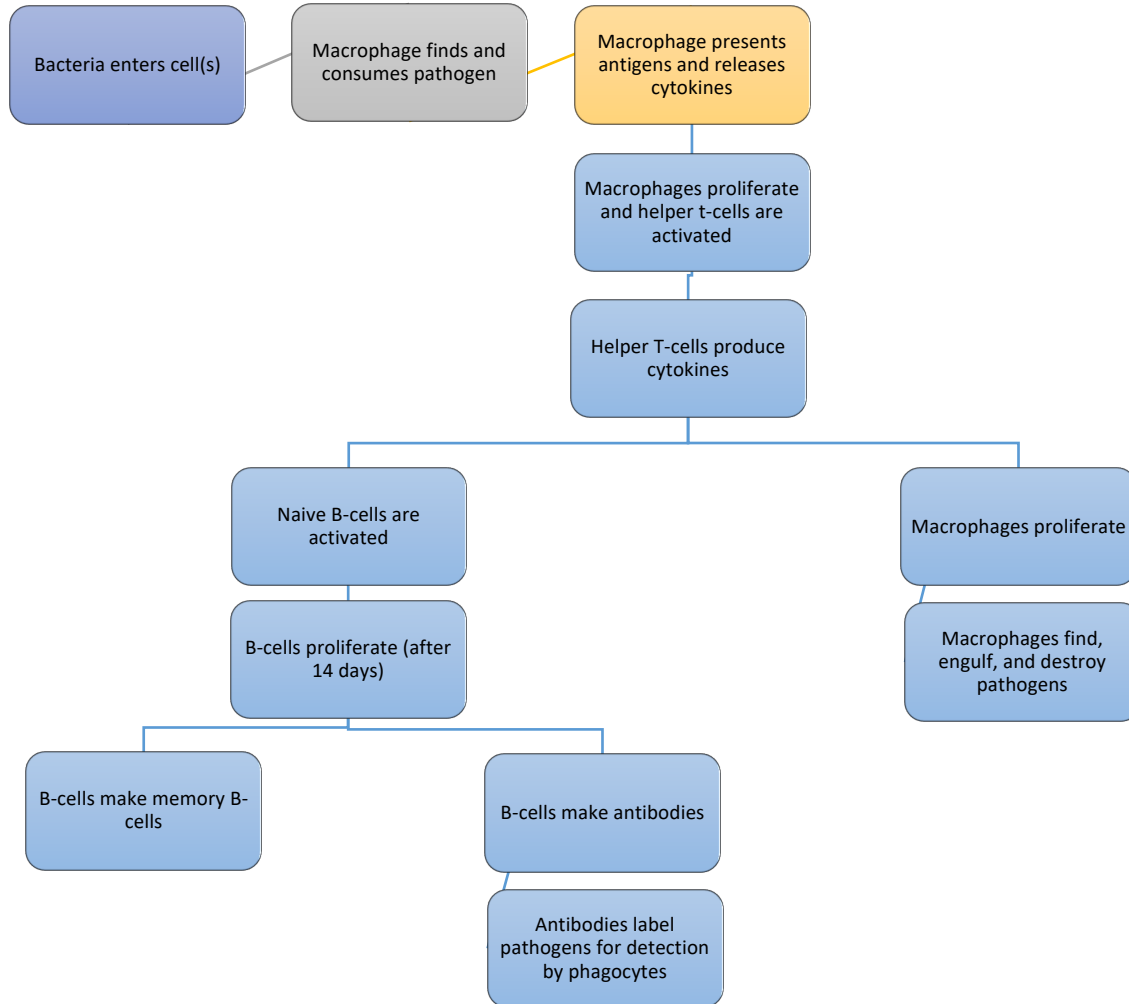 Bacteria enters cell(s)
Macrophage finds and
consumes pathogen
Macrophage presents
antigens and releases
cytokines
Macrophages proliferate
and helper t-cells are
activated
Helper T-cells produce
cytokines
Naive B-cells are
activated
Macrophages proliferate
B-cells proliferate (after
14 days)
Macrophages find,
engulf, and destroy
pathogens
B-cells make memory B-
cells
B-cells make antibodies
Antibodies label
pathogens for detection
by phagocytes